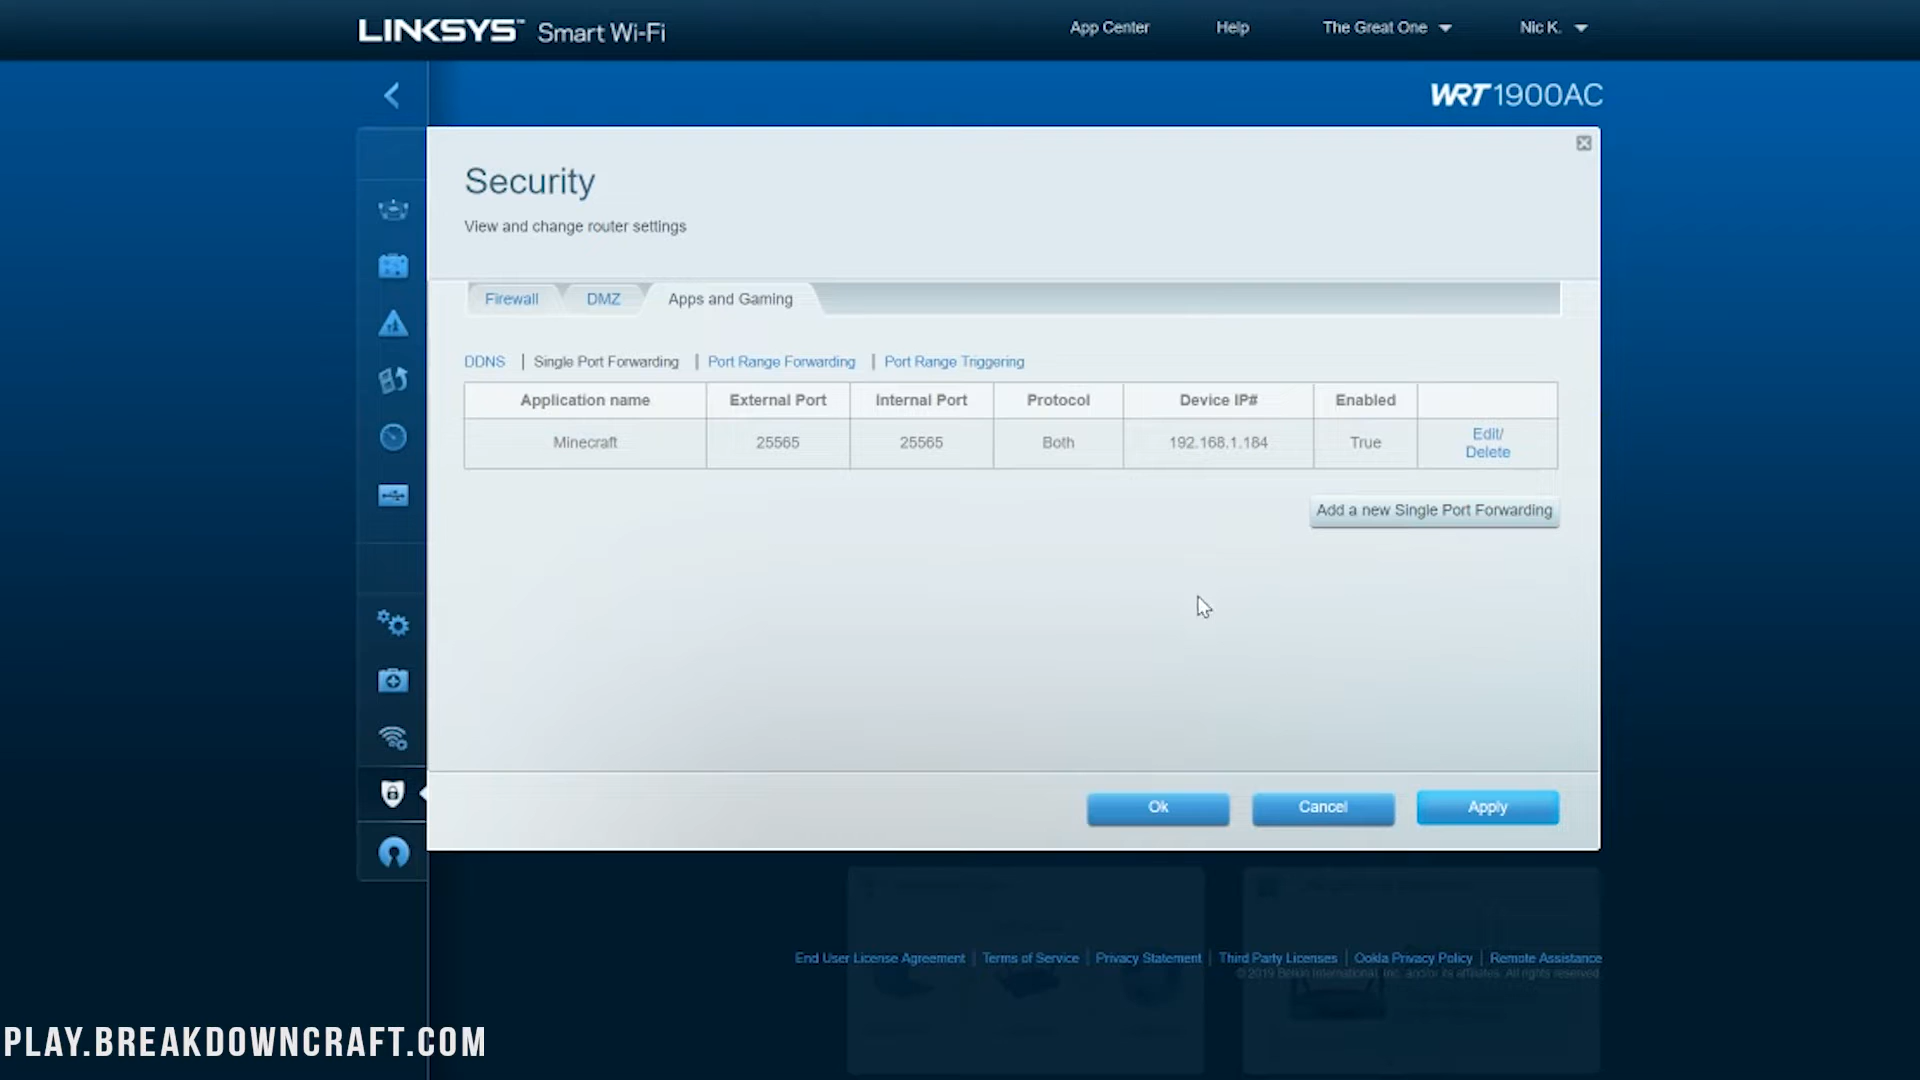 LINKSYS™ Smart Wi-Fi
App Center
Help
The Great One
Nic K.
WRT1900AC
Security
View and change router settings
Firewall
DMZ
Apps and Gaming
DDNS | Single Port Forwarding | Port Range Forwarding | Port Range Triggering
Application name External Port Internal Port Protocol Device IP# Enabled
Minecraft 25565 25565 Both 192.168.1.184 True Edit/
Delete
Add a new Single Port Forwarding
Ok
Cancel
Apply
End User License Agreement | Terms of Service | Privacy Statement | Third Party Licenses | Ookla Privacy Policy | Remote Assistance
© 2019 Belkin International, Inc. and/or its affiliates. All rights reserved.
PLAY.BREAKDOWNCRAFT.COM